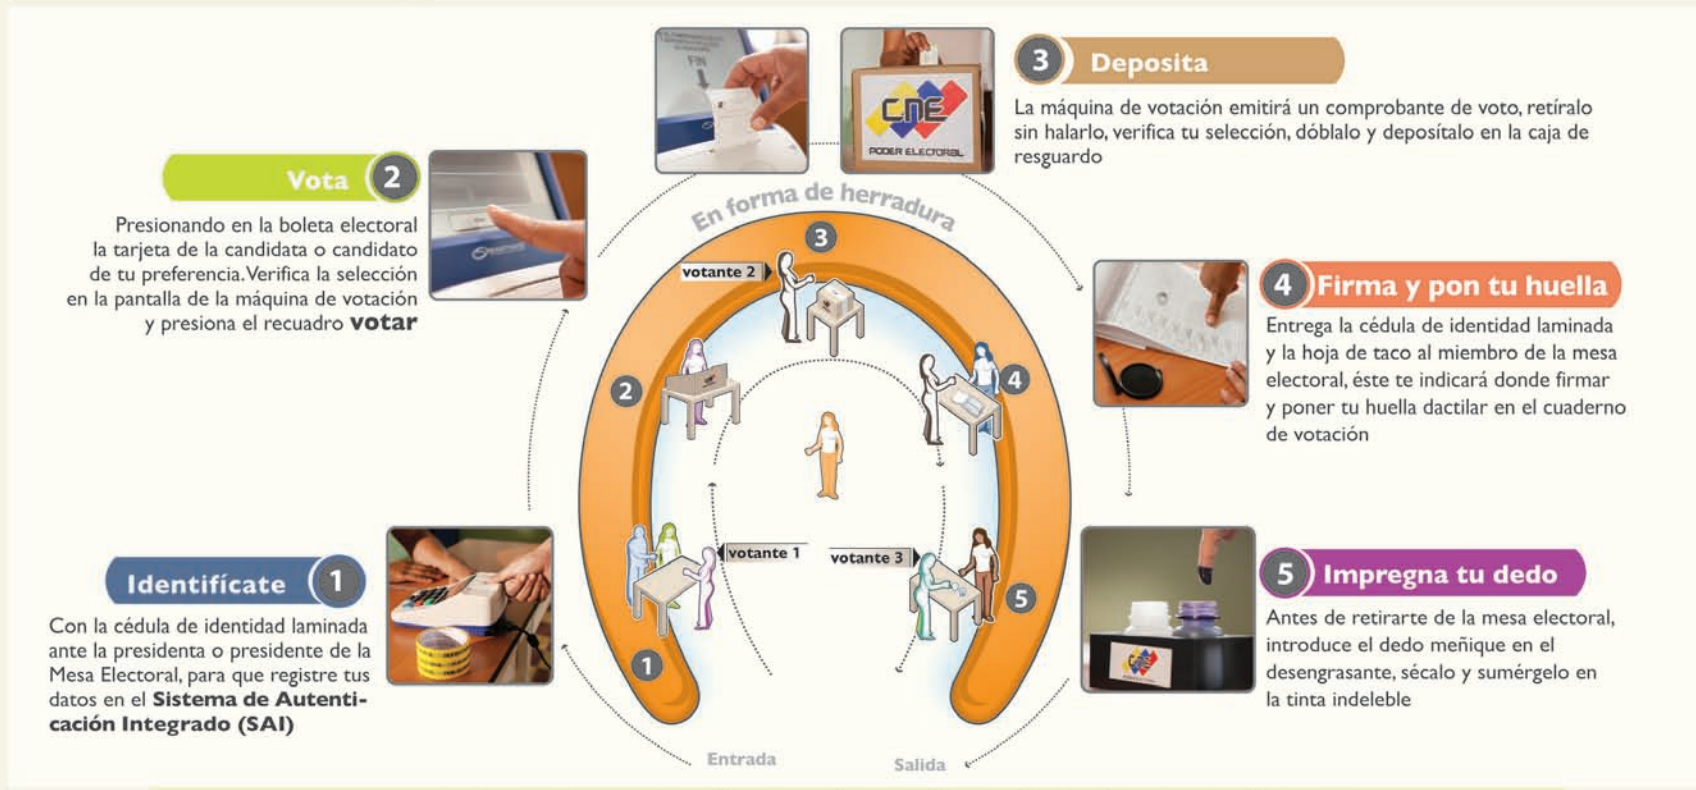 3 Deposita
La máquina de votación emitirá un comprobante de voto, retíralo
sin halarlo, verifica tu selección, dóblalo y deposítalo en la caja de
resguardo
FIN
CNE
PODER ELECTORAL
Vota 2
Presionando en la boleta electoral
la tarjeta de la candidata o candidato
de tu preferencia. Verifica la selección
en la pantalla de la máquina de votación
y presiona el recuadro votar
En forma de herradura
3
votante 2
2
4
4 Firma y pon tu huella
Entrega la cédula de identidad laminada
y la hoja de taco al miembro de la mesa
electoral, éste te indicará donde firmar
y poner tu huella dactilar en el cuaderno
de votación
votante 1
votante 3
1
5
Identifícate 1
Con la cédula de identidad laminada
ante la presidenta o presidente de la
Mesa Electoral, para que registre tus
datos en el Sistema de Autenti-
cación Integrado (SAI)
5 Impregna tu dedo
Antes de retirarte de la mesa electoral,
introduce el dedo meñique en el
desengrasante, sécalo y sumérgelo en
la tinta indeleble
CNE
Entrada
Salida